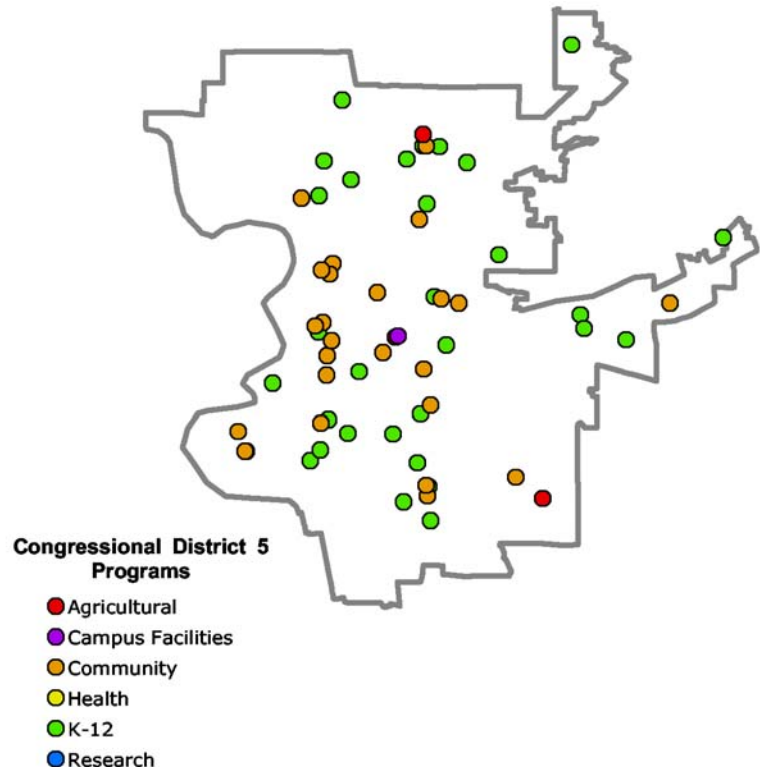 Congressional District 5
Programs
Agricultural
Campus Facilities
Community
Health
K-12
Research